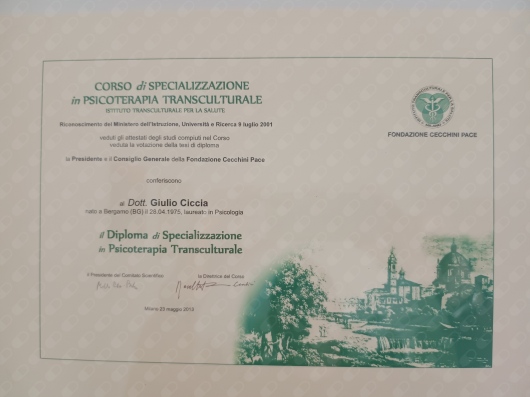 CORSO di SPECIALIZZAZIONE
in PSICOTERAPIA TRANSCULTURALE
ISTITUTO TRANSCULTURALE PER LA SALUTE
Riconoscimento del Ministero dell'Istruzione, Università e Ricerca 9 luglio 2001
veduti gli attestati degli studi compiuti nel Corso
veduta la votazione della tesi di diploma
la Presidente e il Consiglio Generale della Fondazione Cecchini Pace
conferiscono
al Dott. Giulio Ciccia
nato a Bergamo (BG) il 26.04.1975, laureato in Psicologia
il Diploma di Specializzazione
in Psicoterapia Transculturale
il Presidente del Comitato Scientifico
la Direttrice del Corso
Milano 23 maggio
FONDAZIONE CECCHINI PACE